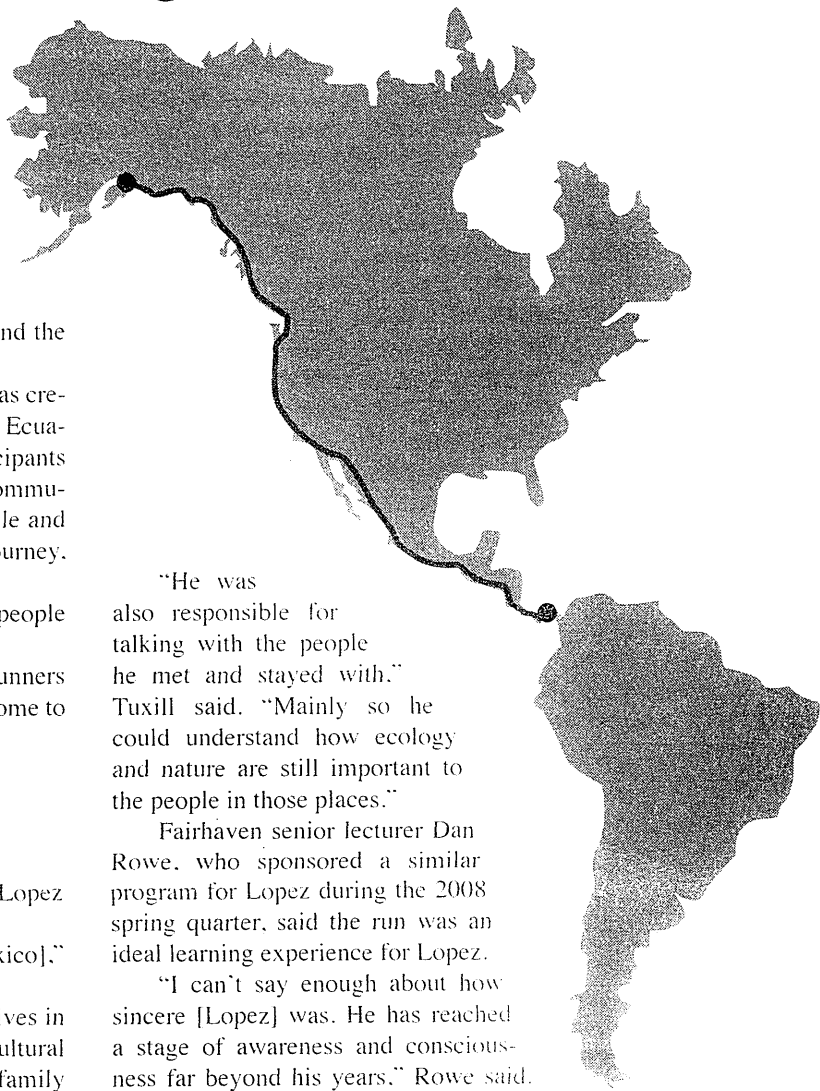 nd the
as cre-
Ecua-
cipants
ommu-
le and
ourney.
people
unners
ome to
Lopez
xico],"
ves in
ultural
family
"He was
also responsible for
talking with the people
he met and stayed with."
Tuxill said. "Mainly so he
could understand how ecology
and nature are still important to
the people in those places."
Fairhaven senior lecturer Dan
Rowe, who sponsored a similar
program for Lopez during the 2008
spring quarter, said the run was an
ideal learning experience for Lopez.
"I can't say enough about how
sincere [Lopez] was. He has reached
a stage of awareness and conscious-
ness far beyond his years." Rowe said.